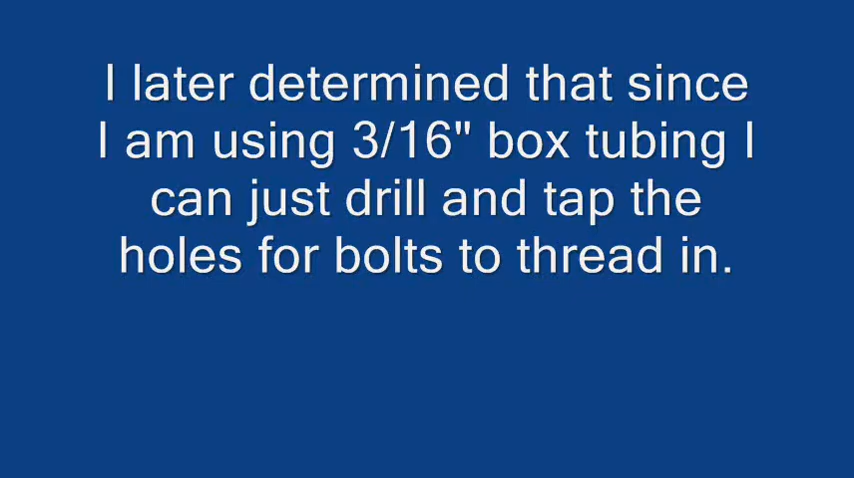 I later determined that since
I am using 3/16" box tubing I
can just drill and tap the
holes for bolts to thread in.